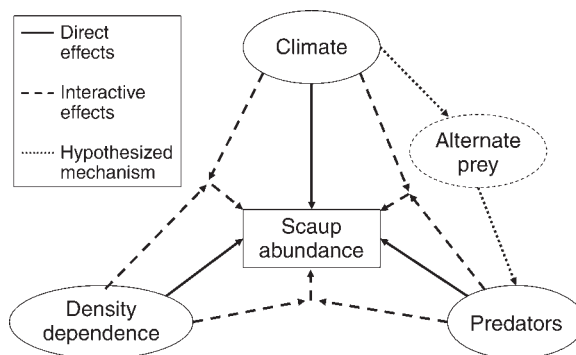 Direct
effects
Interactive
effects
Hypothesized
mechanism
Climate
Alternate
prey
Scaup
abundance
Density
dependence
Predators